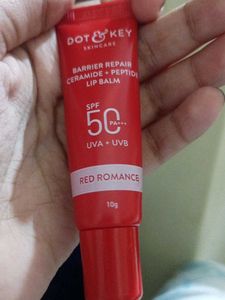 DOT & KEY
SKINCARE
BARRIER REPAIR
CERAMIDE + PEPTIDE
LIP BALM
SPF
50 PA+++
UVA + UVB
RED ROMANCE
10g